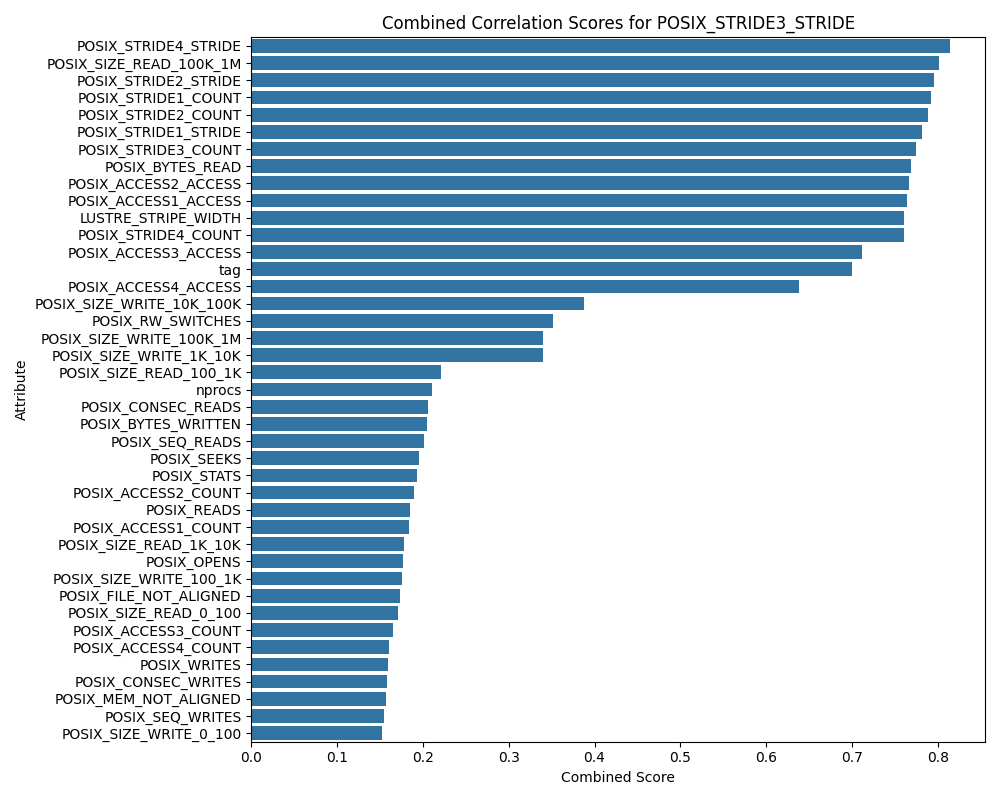 Combined Correlation Scores for POSIX_STRIDE3_STRIDE
POSIX_STRIDE4_STRIDE
POSIX_SIZE_READ_100K_1M
POSIX_STRIDE2_STRIDE
POSIX_STRIDE1_COUNT
POSIX_STRIDE2_COUNT
POSIX_STRIDE1_STRIDE
POSIX_STRIDE3_COUNT
POSIX_BYTES_READ
POSIX_ACCESS2_ACCESS
POSIX_ACCESS1_ACCESS
LUSTRE_STRIPE_WIDTH
POSIX_STRIDE4_COUNT
POSIX_ACCESS3_ACCESS
tag
POSIX_ACCESS4_ACCESS
POSIX_SIZE_WRITE_10K_100K
POSIX_RW_SWITCHES
POSIX_SIZE_WRITE_100K_1M
POSIX_SIZE_WRITE_1K_10K
POSIX_SIZE_READ_100_1K
nprocs
POSIX_CONSEC_READS
POSIX_BYTES_WRITTEN
POSIX_SEQ_READS
POSIX_SEEKS
POSIX_STATS
POSIX_ACCESS2_COUNT
POSIX_READS
POSIX_ACCESS1_COUNT
POSIX_SIZE_READ_1K_10K
POSIX_OPENS
POSIX_SIZE_WRITE_100_1K
POSIX_FILE_NOT_ALIGNED
POSIX_SIZE_READ_0_100
POSIX_ACCESS3_COUNT
POSIX_ACCESS4_COUNT
POSIX_WRITES
POSIX_CONSEC_WRITES
POSIX_MEM_NOT_ALIGNED
POSIX_SEQ_WRITES
POSIX_SIZE_WRITE_0_100
Attribute
0.0 0.1 0.2 0.3 0.4 0.5 0.6 0.7 0.8
Combined Score